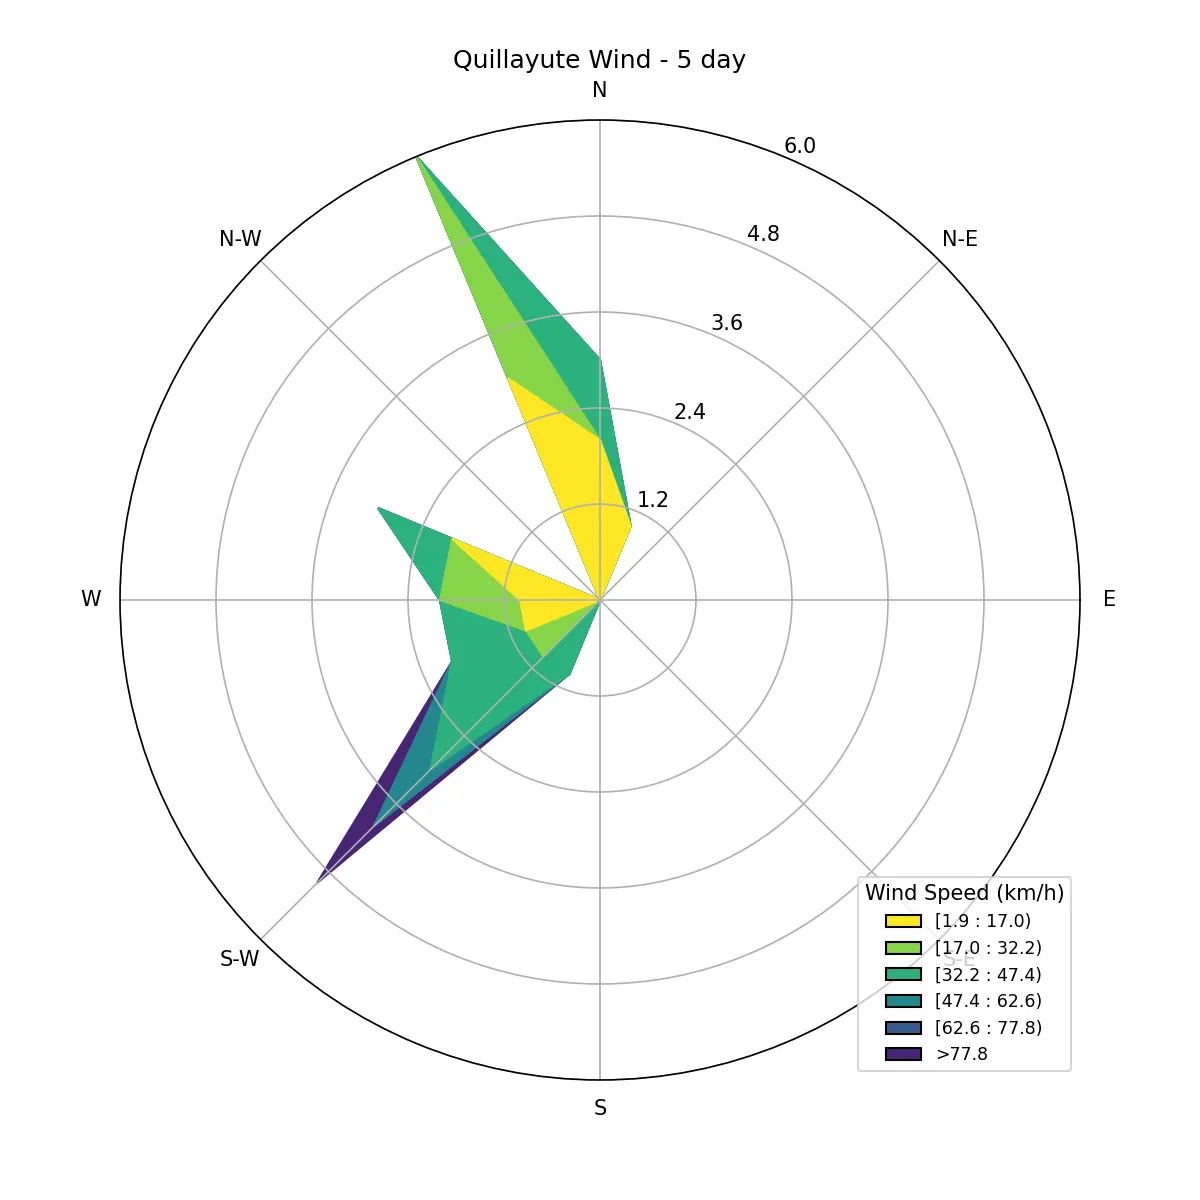 Quillayute Wind - 5 day
N
6.0
N-W
N-E
4.8
3.6
2.4
1.2
W
E
S-W
S-E
S
Wind Speed (km/h)
[1.9 : 17.0)
[17.0 : 32.2)
[32.2 : 47.4)
[47.4 : 62.6)
[62.6 : 77.8)
>77.8